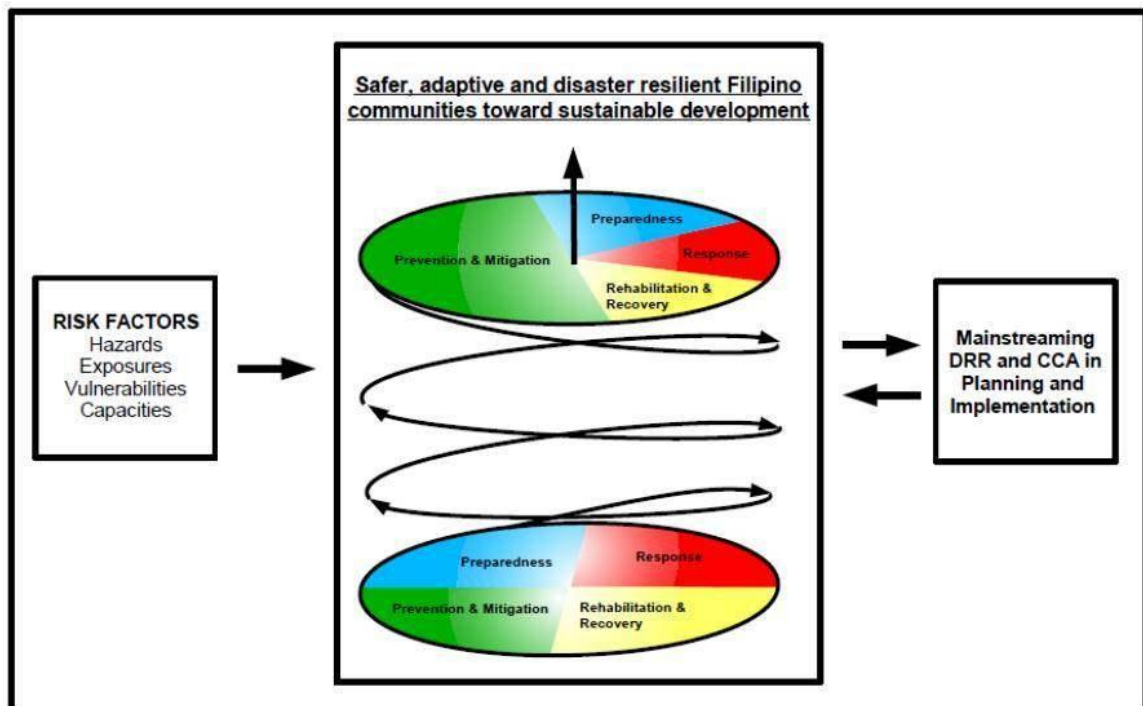 Safer, adaptive and disaster resilient Filipino
communities toward sustainable development
Preparedness
Response
Prevention & Mitigation
Rehabilitation &
Recovery
RISK FACTORS
Hazards
Exposures
Vulnerabilities
Capacities
Mainstreaming
DRR and CCA in
Planning and
Implementation
Preparedness
Response
Prevention & Mitigation
Rehabilitation &
Recovery